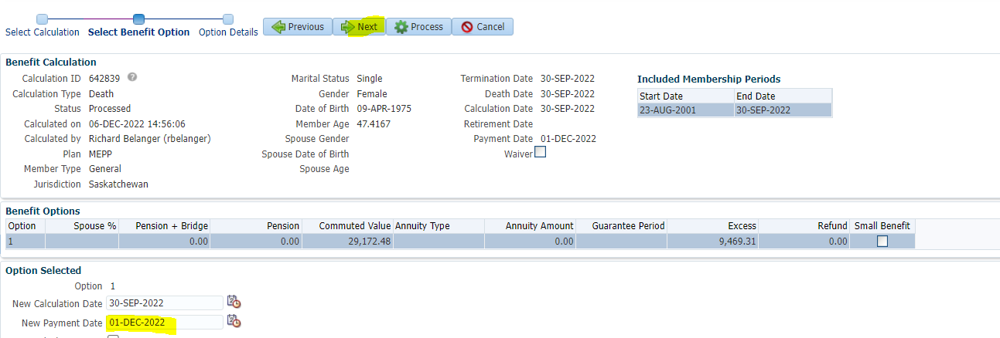 Select Calculation Select Benefit Option Option Details Previous Next Process Cancel
Benefit Calculation
Calculation ID 642839 Marital Status Single Termination Date 30-SEP-2022 Included Membership Periods
Calculation Type Death Gender Female Death Date 30-SEP-2022 Start Date End Date
Status Processed Date of Birth 09-APR-1975 Calculation Date 30-SEP-2022 23-AUG-2001 30-SEP-2022
Calculated on 06-DEC-2022 14:56:06 Member Age 47.4167 Retirement Date
Calculated by Richard Belanger (rbelanger) Spouse Gender Payment Date 01-DEC-2022
Plan MEPP Spouse Date of Birth Waiver
Member Type General Spouse Age
Jurisdiction Saskatchewan
Benefit Options
Option Spouse % Pension + Bridge Pension Commuted Value Annuity Type Annuity Amount Guarantee Period Excess Refund Small Benefit
1 0.00 0.00 29,172.48 0.00 9,469.31 0.00
Option Selected
Option 1
New Calculation Date 30-SEP-2022
New Payment Date 01-DEC-2022